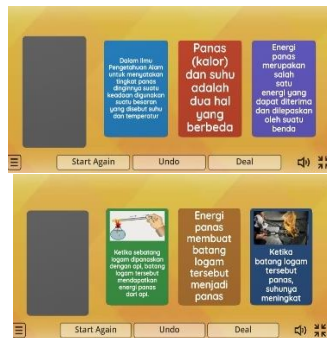 Dalam Ilmu
Pengetahuan Alam
untuk menyatakan
tingkat panas
dinginnya suatu
keadaan digunakan
suatu besaran
yang disebut suhu
dan temperatur
Panas
(kalor)
dan suhu
adalah
dua hal
yang
berbeda
Energi
panas
merupakan
salah
satu
energi yang
dapat diterima
dan dilepaskan
oleh suatu
benda
Start Again
Undo
Deal
Ketika sebatang
logam dipanaskan
dengan api, batang
logam tersebut
mendapatkan
energi panas
dari api.
Energi
panas
membuat
batang
logam
tersebut
menjadi
panas
Ketika
batang logam
tersebut
panas,
suhunya
meningkat
Start Again
Undo
Deal